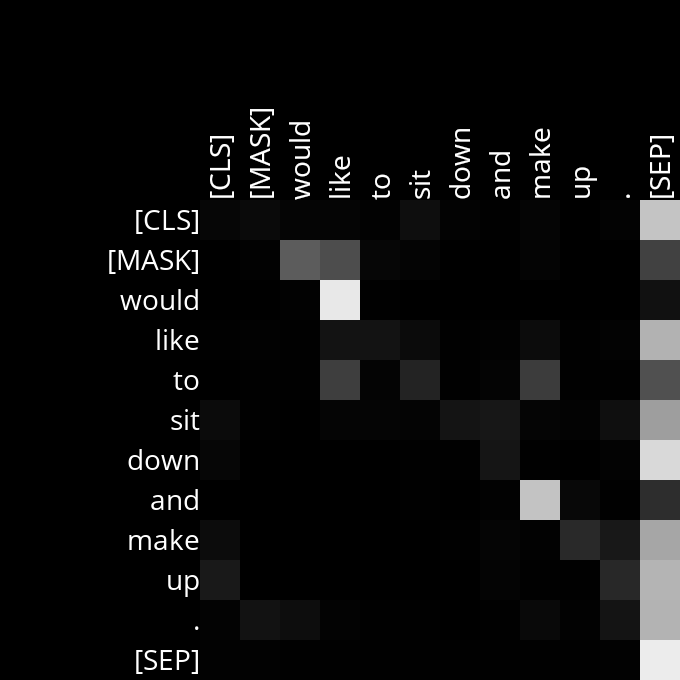 [CLS] [MASK] would like to sit down and make up . [SEP]
[CLS]
[MASK]
would
like
to
sit
down
and
make
up
.
[SEP]